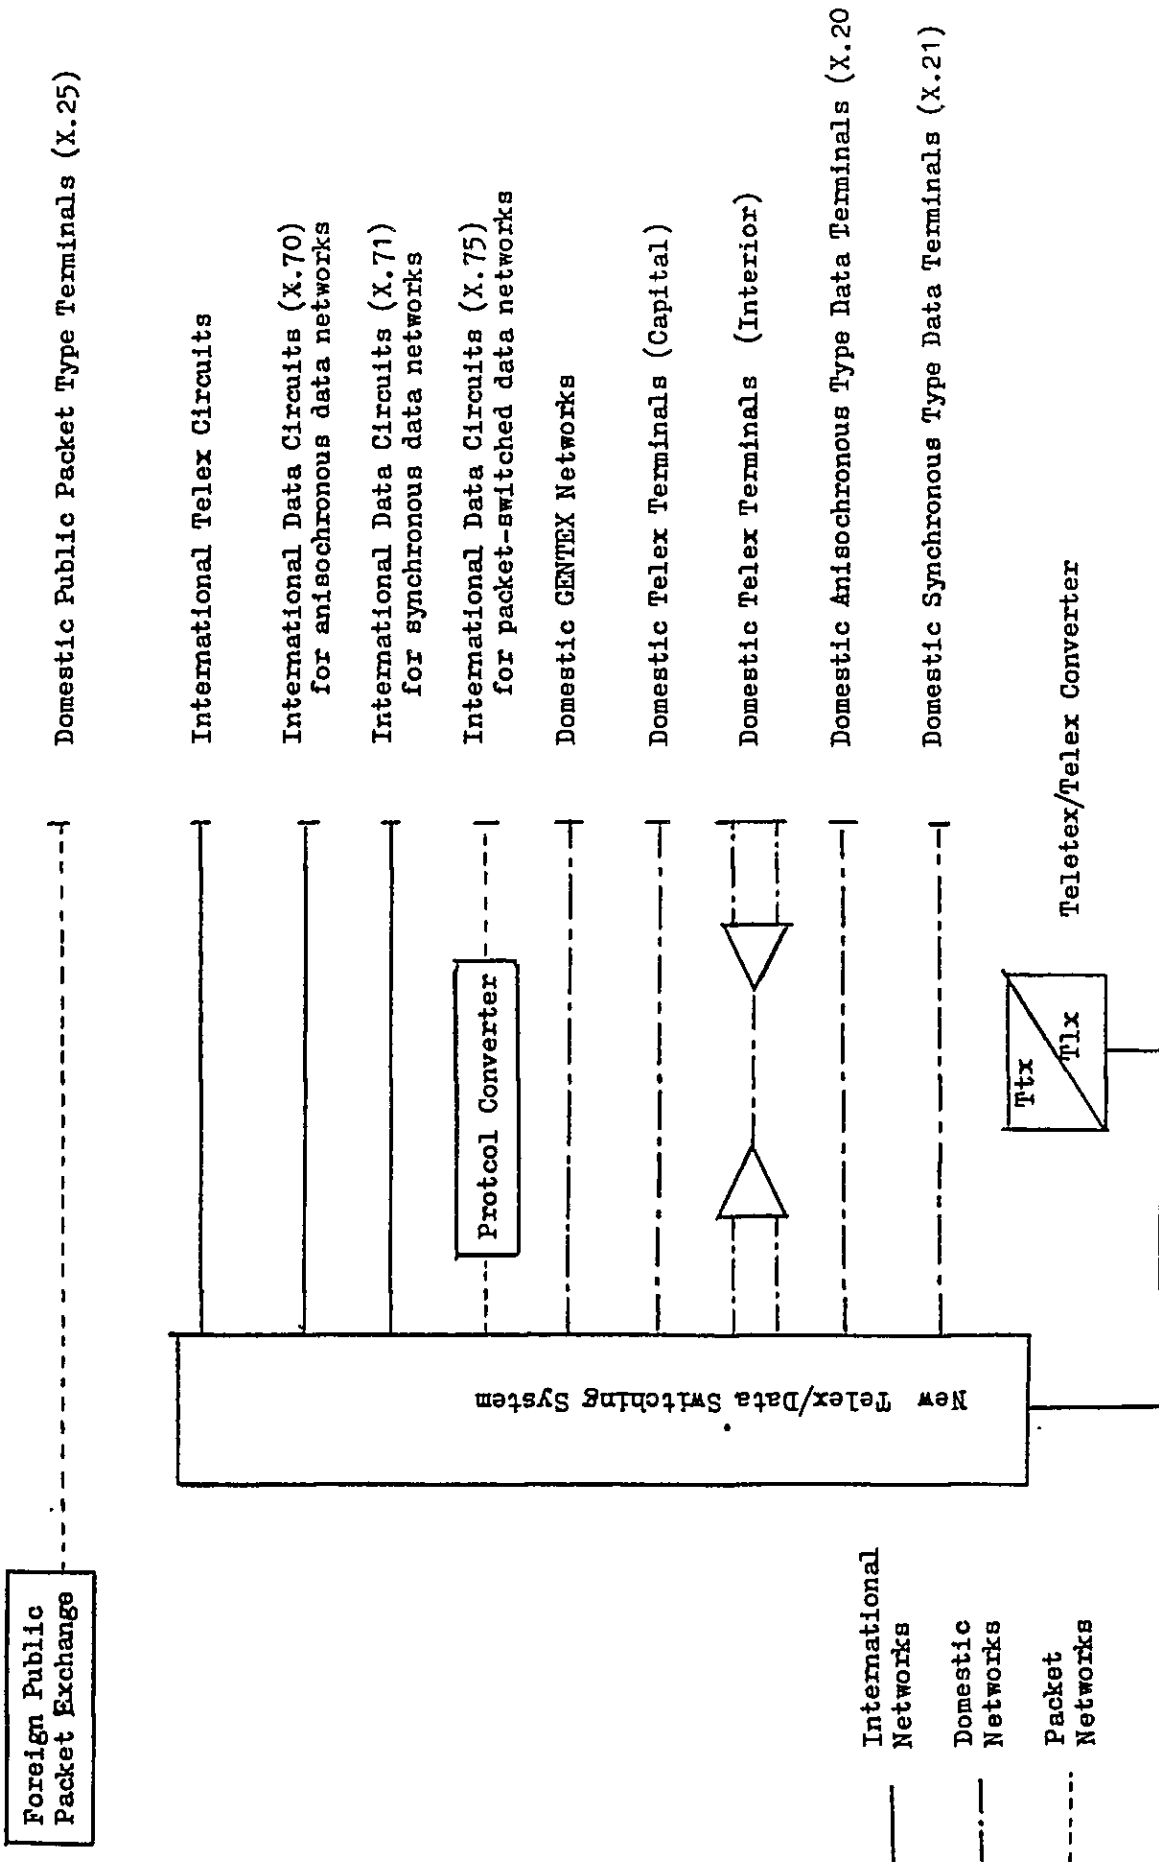 Foreign Public
Packet Exchange
Domestic Public Packet Type Terminals (X.25)
International Telex Circuits
International Data Circuits (X.70)
for anisochronous data networks
International Data Circuits (X.71)
for synchronous data networks
Protcol Converter
International Data Circuits (X.75)
for packet-switched data networks
Domestic GENTEX Networks
Domestic Telex Terminals (Capital)
Domestic Telex Terminals (Interior)
Domestic Anisochronous Type Data Terminals (X.20
Domestic Synchronous Type Data Terminals (X.21)
New Telex/Data Switching System
Ttx
Tlx
Teletex/Telex Converter
International
Networks
Domestic
Networks
Packet
Networks